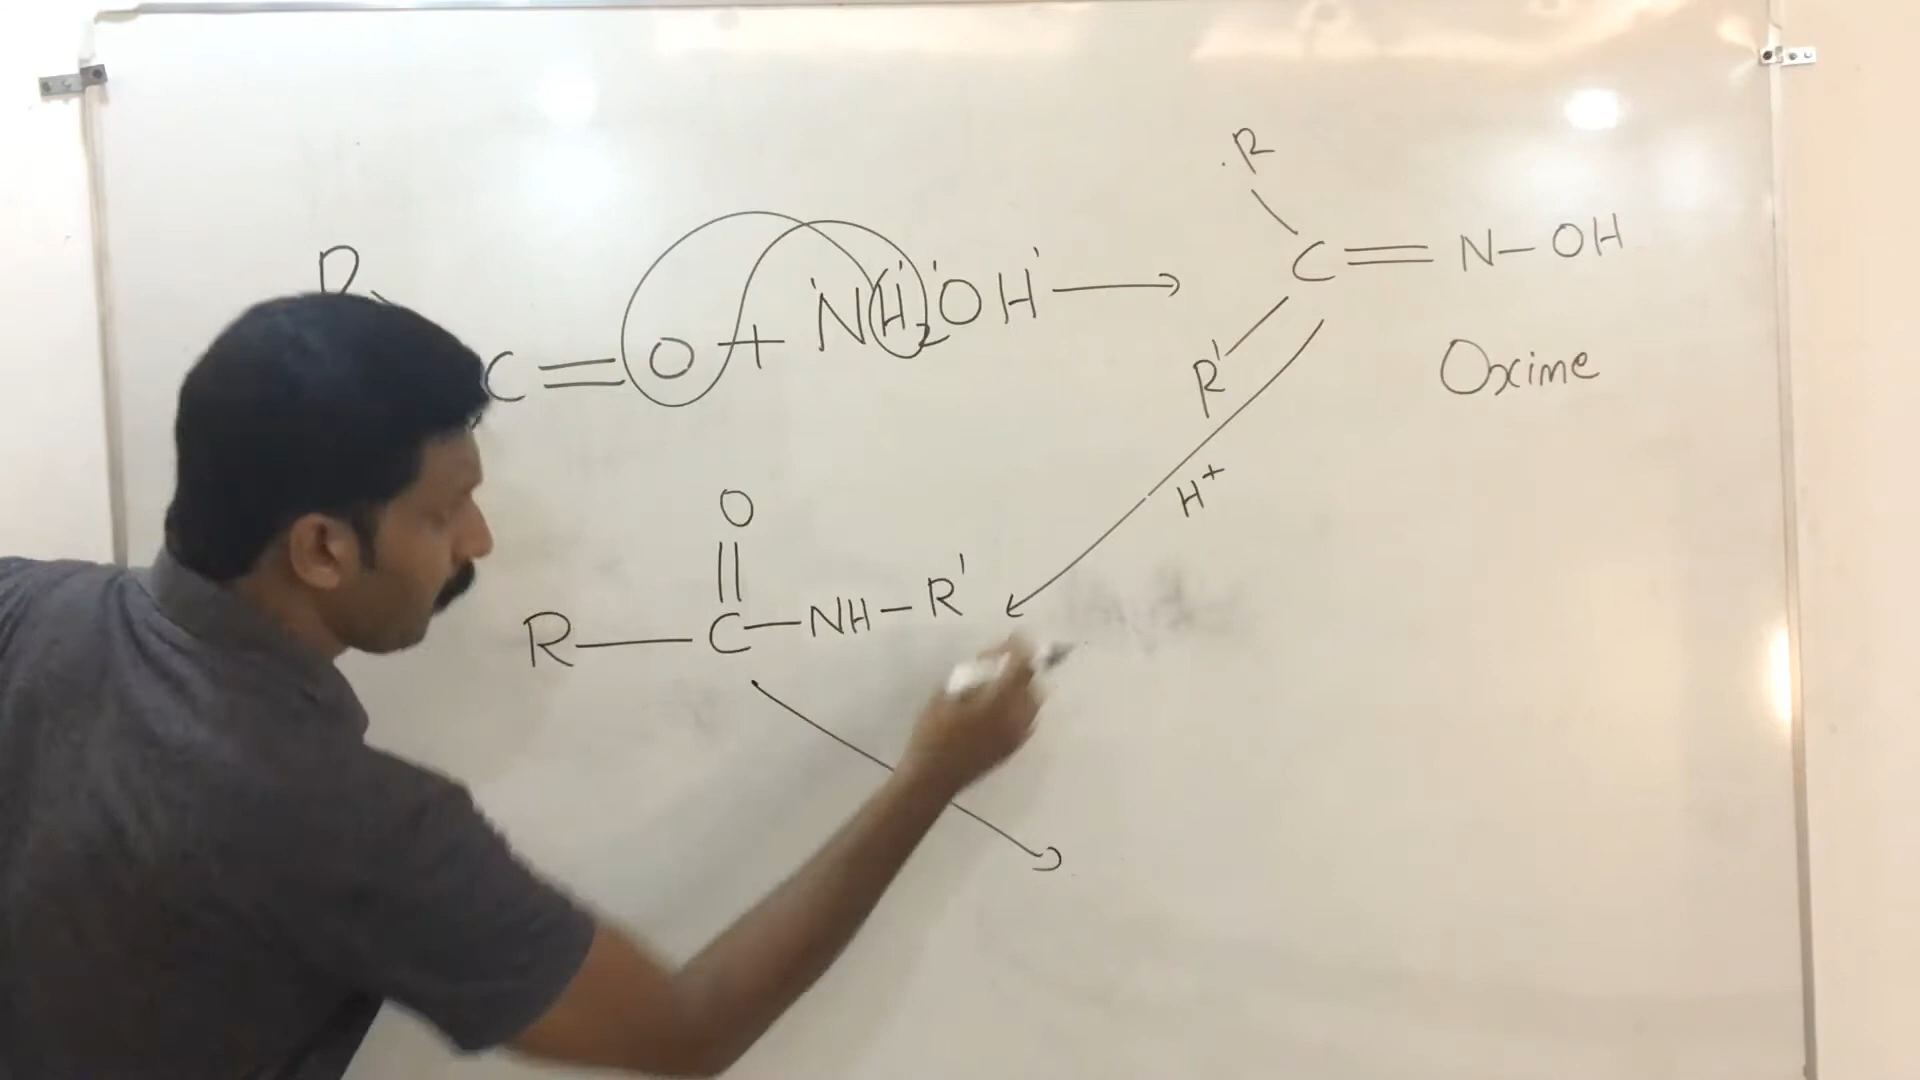 R
C = O + NH2OH →
R
C = N - OH
R'
Oxime
H+
O
R - C - NH - R'